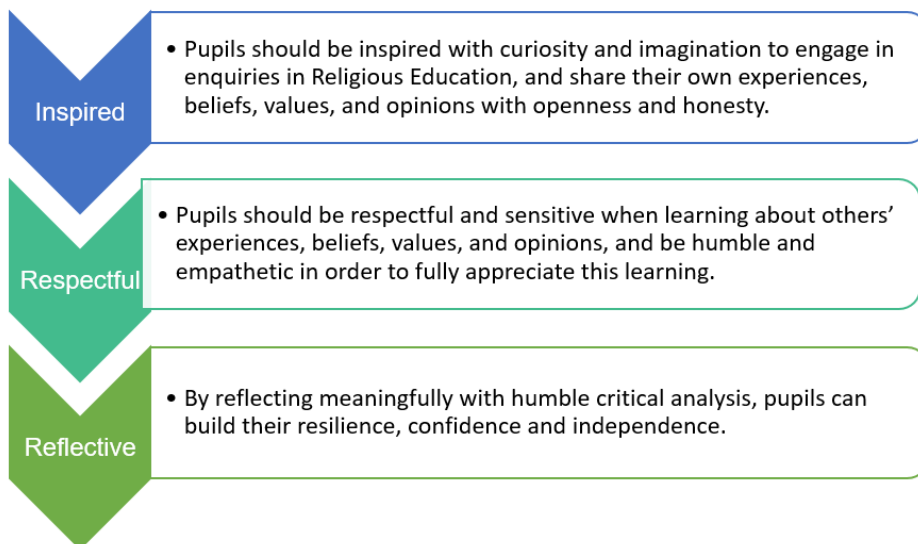 Inspired
• Pupils should be inspired with curiosity and imagination to engage in
enquiries in Religious Education, and share their own experiences,
beliefs, values, and opinions with openness and honesty.
Respectful
• Pupils should be respectful and sensitive when learning about others’
experiences, beliefs, values, and opinions, and be humble and
empathetic in order to fully appreciate this learning.
Reflective
• By reflecting meaningfully with humble critical analysis, pupils can
build their resilience, confidence and independence.